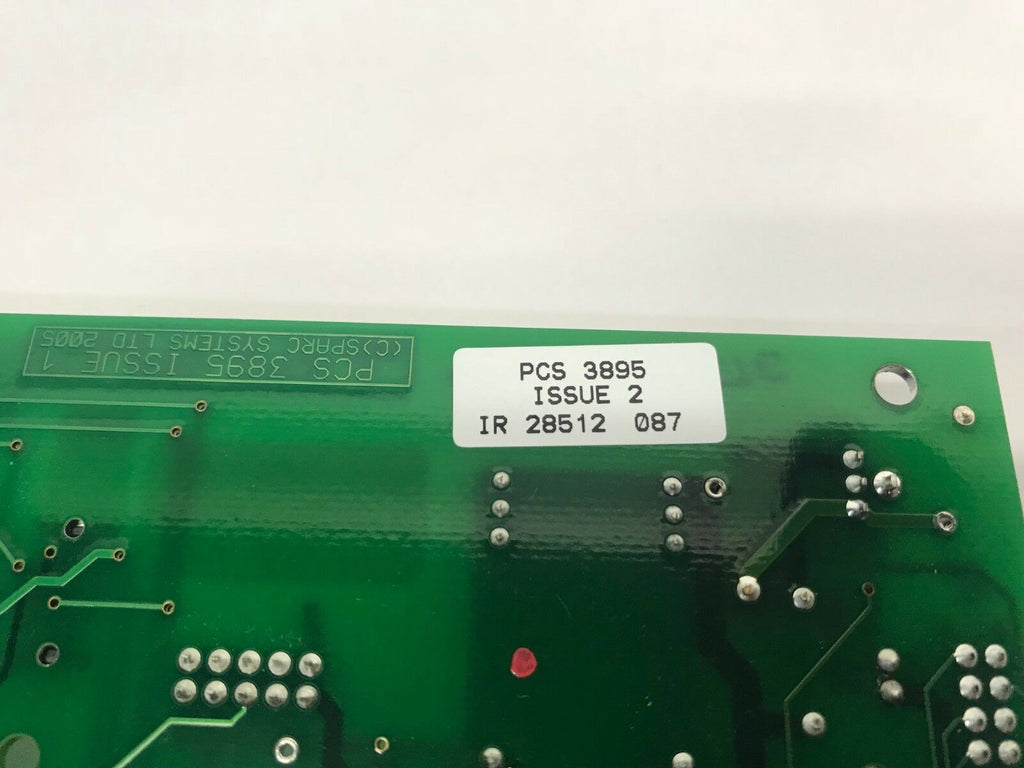 PCS 3895 ISSUE 1
(C)SPARC SYSTEMS LTD 2005
PCS 3895
ISSUE 2
IR 28512 087